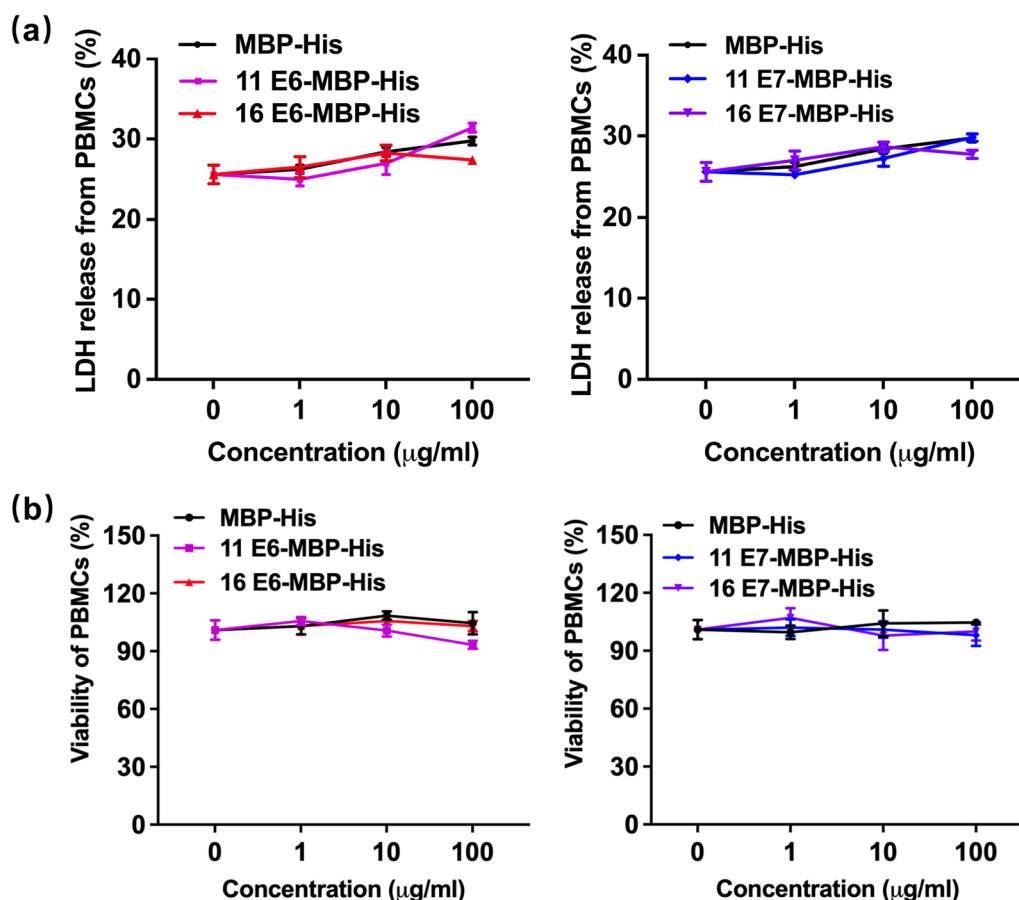 (a)
LDH release from PBMCs (%)
40
30
20
10
0
MBP-His
11 E6-MBP-His
16 E6-MBP-His
0 1 10 100
Concentration (μg/ml)
LDH release from PBMCs (%)
40
30
20
10
0
MBP-His
11 E7-MBP-His
16 E7-MBP-His
0 1 10 100
Concentration (μg/ml)
(b)
Viability of PBMCs (%)
150
120
90
60
30
0
MBP-His
11 E6-MBP-His
16 E6-MBP-His
0 1 10 100
Concentration (μg/ml)
Viability of PBMCs (%)
150
120
90
60
30
0
MBP-His
11 E7-MBP-His
16 E7-MBP-His
0 1 10 100
Concentration (μg/ml)